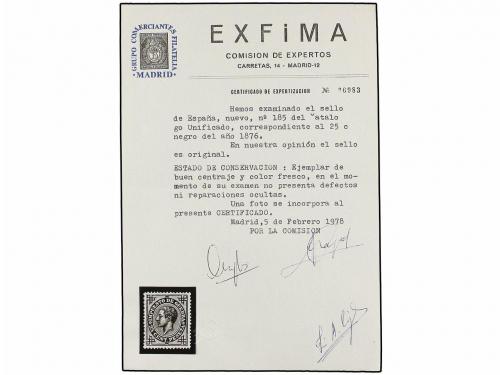 EXFiMA
COMISION DE EXPERTOS
CARRETAS, 14 - MADRID-12
GRUPO COMERCIANTES FILATELIA
• MADRID •
CERTIFICADO DE EXPERTIZACION № 06983
Hemos examinado el sello
de España, nuevo, nº 185 del Catalo
go Unificado, correspondiente al 25 c
negro del año 1876.
En nuestra opinión el sello
es original.
ESTADO DE CONSERVACION : Ejemplar de
buen centraje y color fresco, en el mo-
mento de su examen no presenta defectos
ni reparaciones ocultas.
Una foto se incorpora al
presente CERTIFICADO.
Madrid, 5 de Febrero 1978
POR LA COMISION